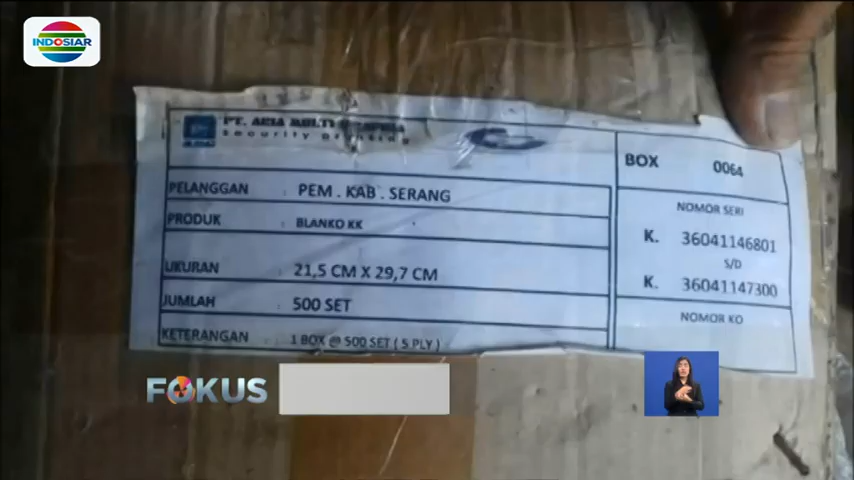 INDOSIAR
PT. ARIA MULTI GRAPHIA
security printing
PELANGGAN : PEM . KAB . SERANG
PRODUK : BLANKO KK
UKURAN : 21,5 CM X 29,7 CM
JUMLAH : 500 SET
KETERANGAN : 1 BOX @ 500 SET ( 5 PLY )
BOX 0064
NOMOR SERI
K. 36041146801
S/D
K. 36041147300
NOMOR KO
FOKUS